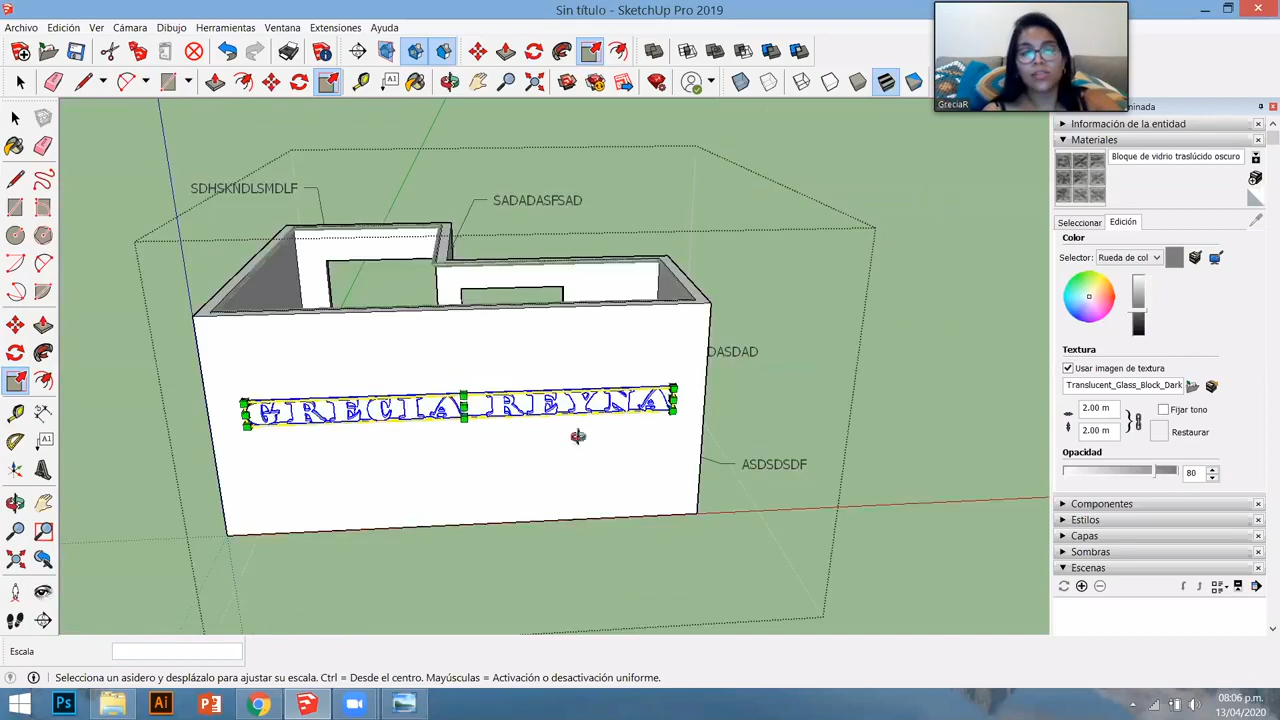 Sin título - SketchUp Pro 2019
Archivo Edición Ver Cámara Dibujo Herramientas Ventana Extensiones Ayuda
GreciaR
minada
Información de la entidad
Materiales
Bloque de vidrio traslúcido oscuro
Seleccionar Edición
Color
Selector: Rueda de col
Textura
Usar imagen de textura
Translucent_Glass_Block_Dark
2.00 m Fijar tono
2.00 m Restaurar
Opacidad
80
Componentes
Estilos
Capas
Sombras
Escenas
SDHSKNDLSMDLF
SADADASFSAD
DASDAD
GRECIA REYNA
ASDSDSDF
Escala
Selecciona un asidero y desplázalo para ajustar su escala. Ctrl = Desde el centro. Mayúsculas = Activación o desactivación uniforme.
Ps Ai P
08:06 p.m.
13/04/2020